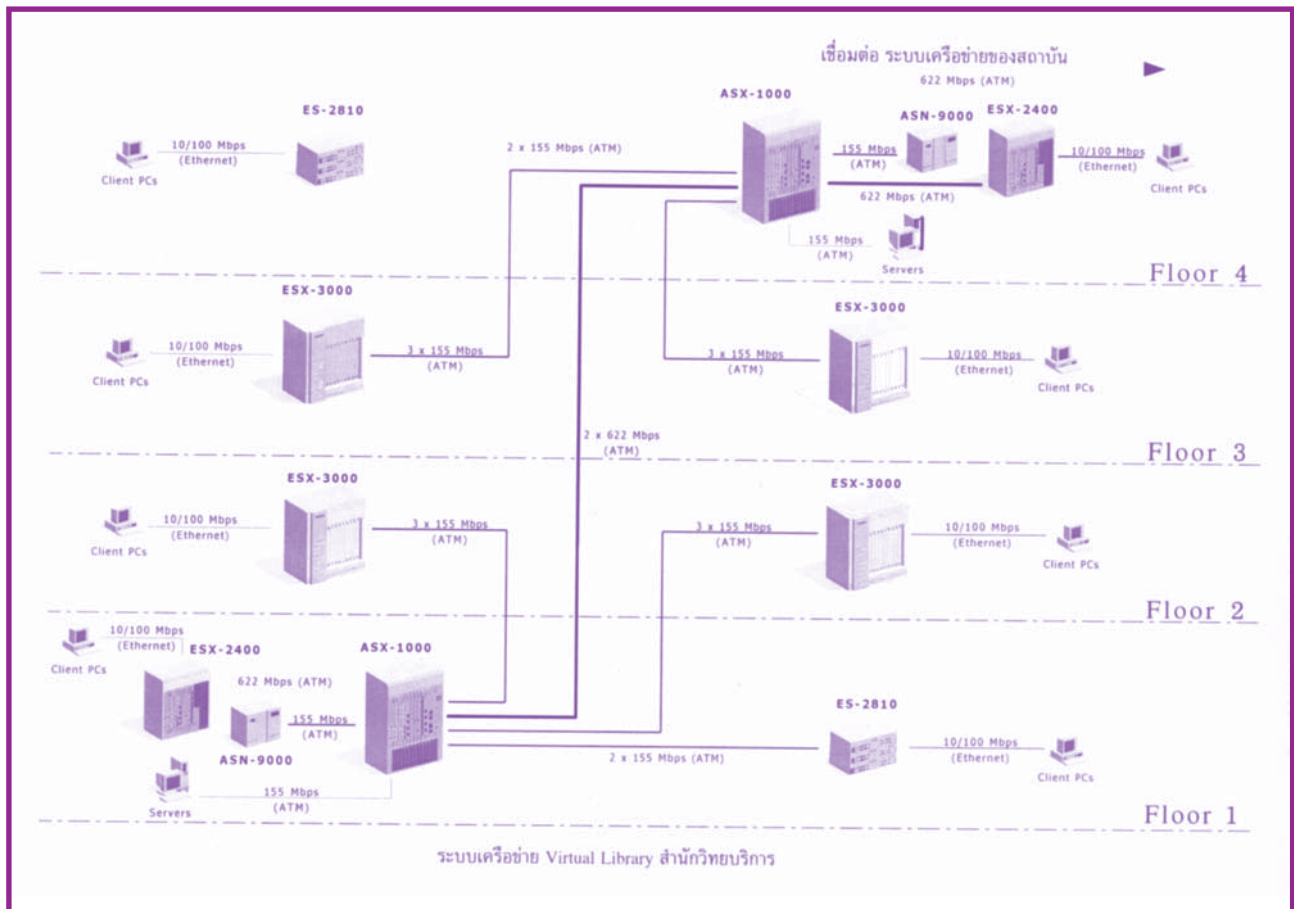 เชื่อมต่อ ระบบเครือข่ายของสถาบัน
622 Mbps (ATM)
ASX-1000
ASN-9000
ESX-2400
ES-2810
10/100 Mbps
(Ethernet)
Client PCs
2 x 155 Mbps (ATM)
155 Mbps
(ATM)
622 Mbps (ATM)
10/100 Mbps
(Ethernet)
Client PCs
155 Mbps
(ATM)
Servers
Floor 4
ESX-3000
10/100 Mbps
(Ethernet)
Client PCs
3 x 155 Mbps
(ATM)
ESX-3000
3 x 155 Mbps
(ATM)
10/100 Mbps
(Ethernet)
Client PCs
2 x 622 Mbps
(ATM)
Floor 3
ESX-3000
10/100 Mbps
(Ethernet)
Client PCs
3 x 155 Mbps
(ATM)
ESX-3000
3 x 155 Mbps
(ATM)
10/100 Mbps
(Ethernet)
Client PCs
Floor 2
10/100 Mbps
(Ethernet)
Client PCs
ESX-2400
ASX-1000
622 Mbps (ATM)
155 Mbps
(ATM)
ASN-9000
155 Mbps
(ATM)
Servers
2 x 155 Mbps (ATM)
ES-2810
10/100 Mbps
(Ethernet)
Client PCs
Floor 1
ระบบเครือข่าย Virtual Library สำนักวิทยบริการ